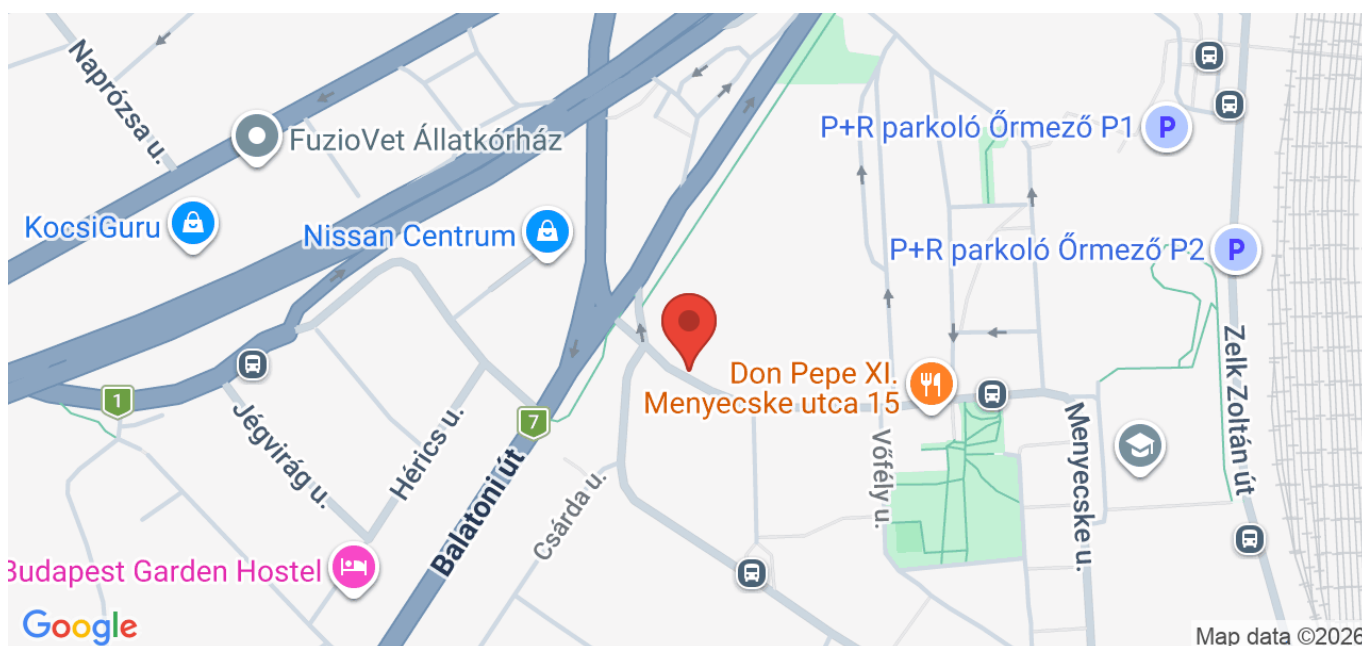 Naprózsa u.
FuzioVet Állatkórház
P+R parkoló Őrmező P1
P
KocsiGuru
Nissan Centrum
P+R parkoló Őrmező P2
P
Don Pepe XI.
Menyecske utca 15
1
7
Jégvirág u.
Hérics u.
Balatoni út
Csárda u.
Vőfély u.
Menyecske u.
Zelk Zoltán út
Budapest Garden Hostel
Google
Map data ©2026